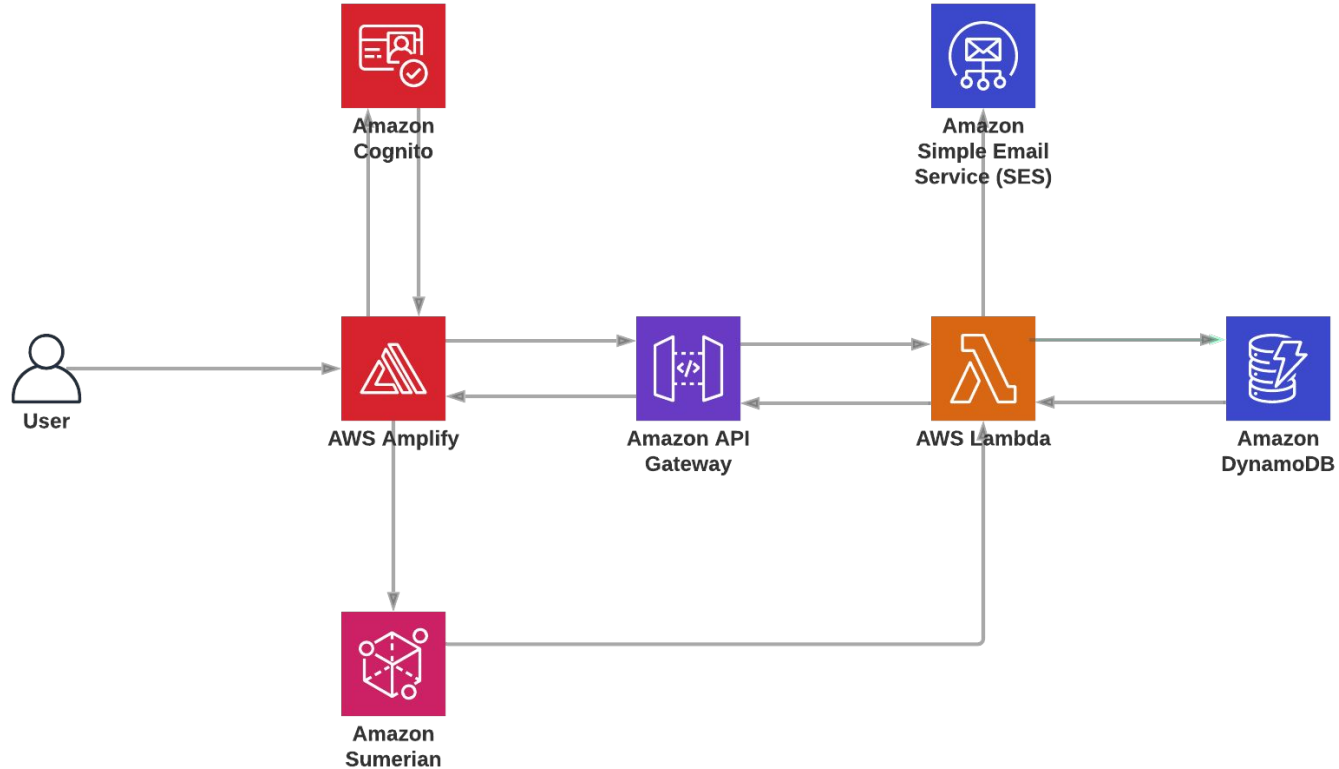 Amazon
Cognito
Amazon
Simple Email
Service (SES)
User
AWS Amplify
Amazon API
Gateway
AWS Lambda
Amazon
DynamoDB
Amazon
Sumerian